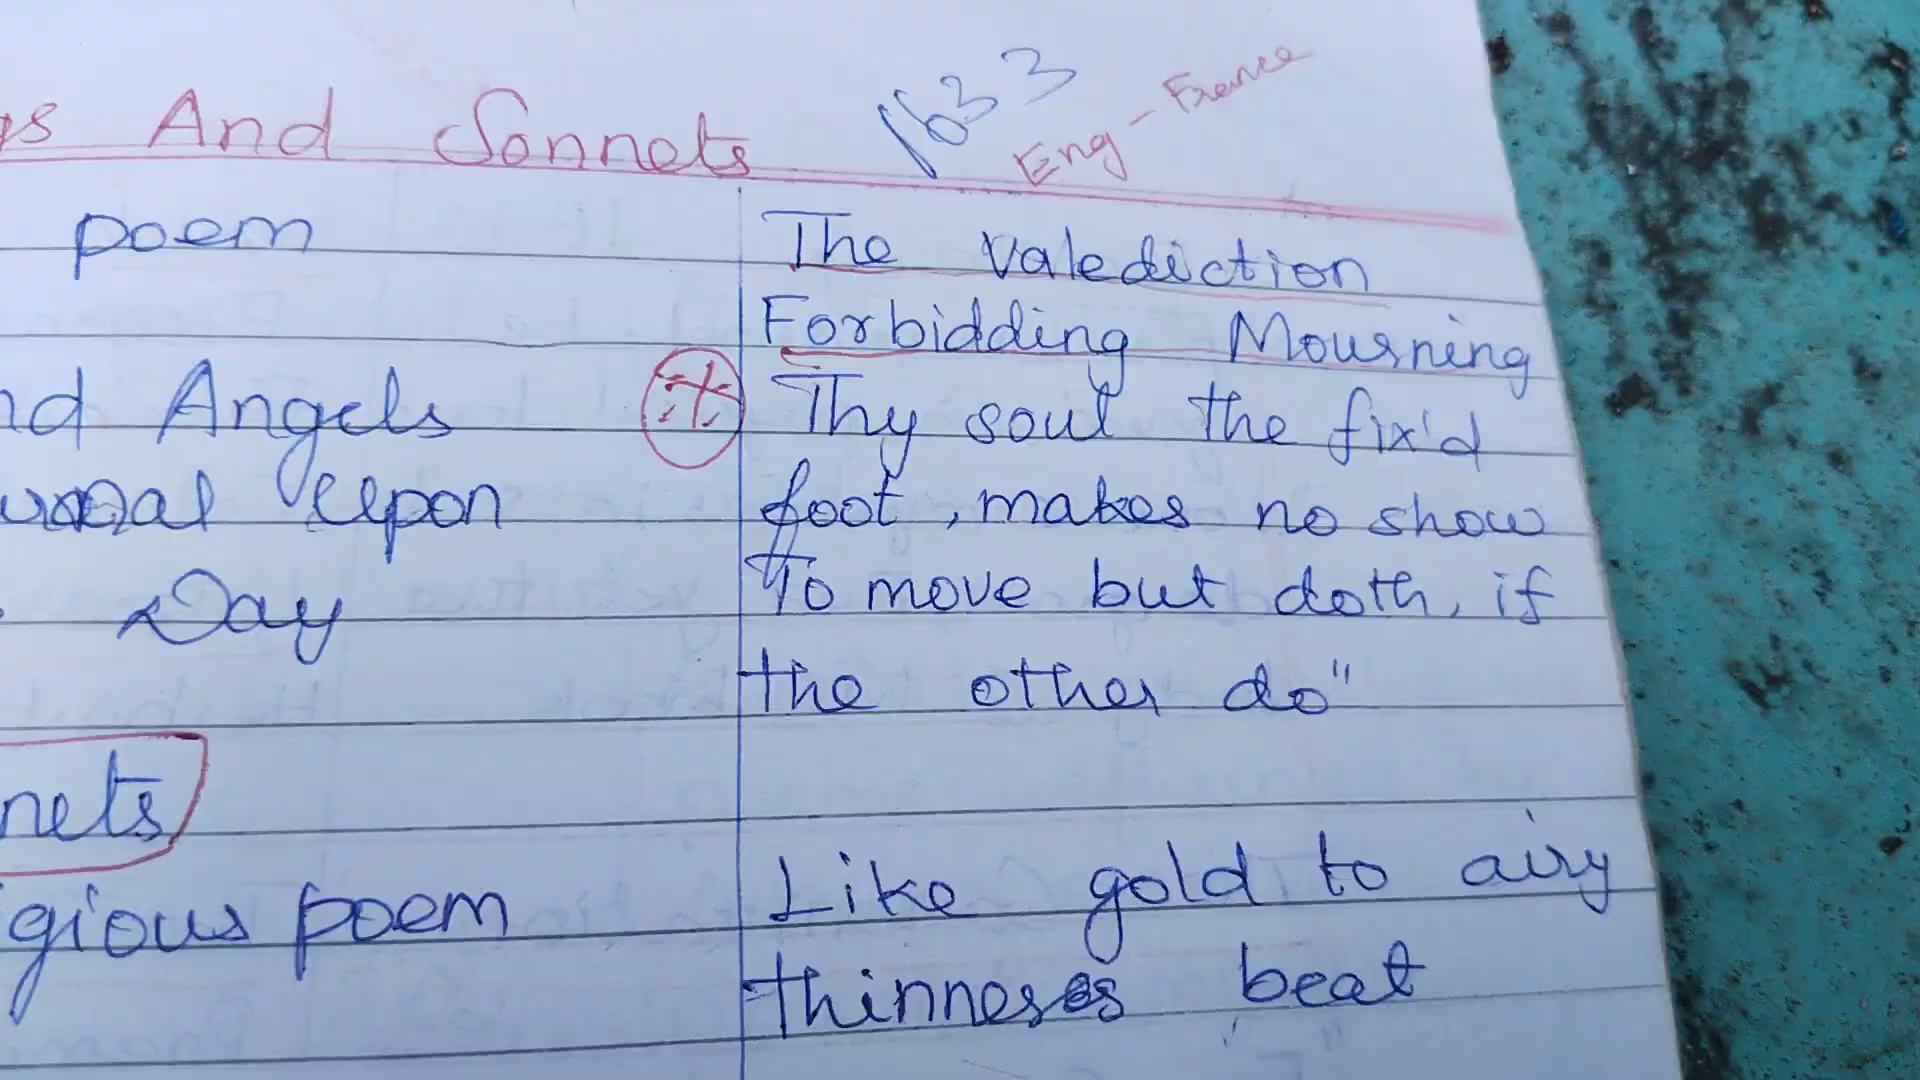 And Sonnets
1633
Eng - France
poem
The Valediction
Forbidding Mourning
Angels
Thy soul the fix'd
Upon
foot, makes no show
Day
To move but doth, if
the other do"
nets
Like gold to airy
gious poem
thinness beat